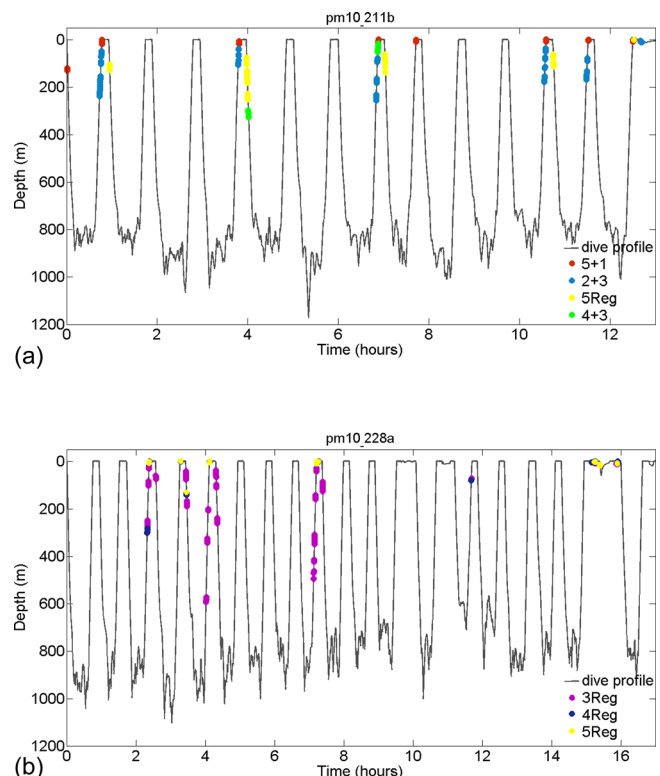 pm10_211b
0
200
400
600
800
1000
1200
Depth (m)
0 2 4 6 8 10 12
Time (hours)
dive profile
5+1
2+3
5Reg
4+3
(a)
pm10_228a
0
200
400
600
800
1000
1200
Depth (m)
0 2 4 6 8 10 12 14 16
Time (hours)
dive profile
3Reg
4Reg
5Reg
(b)